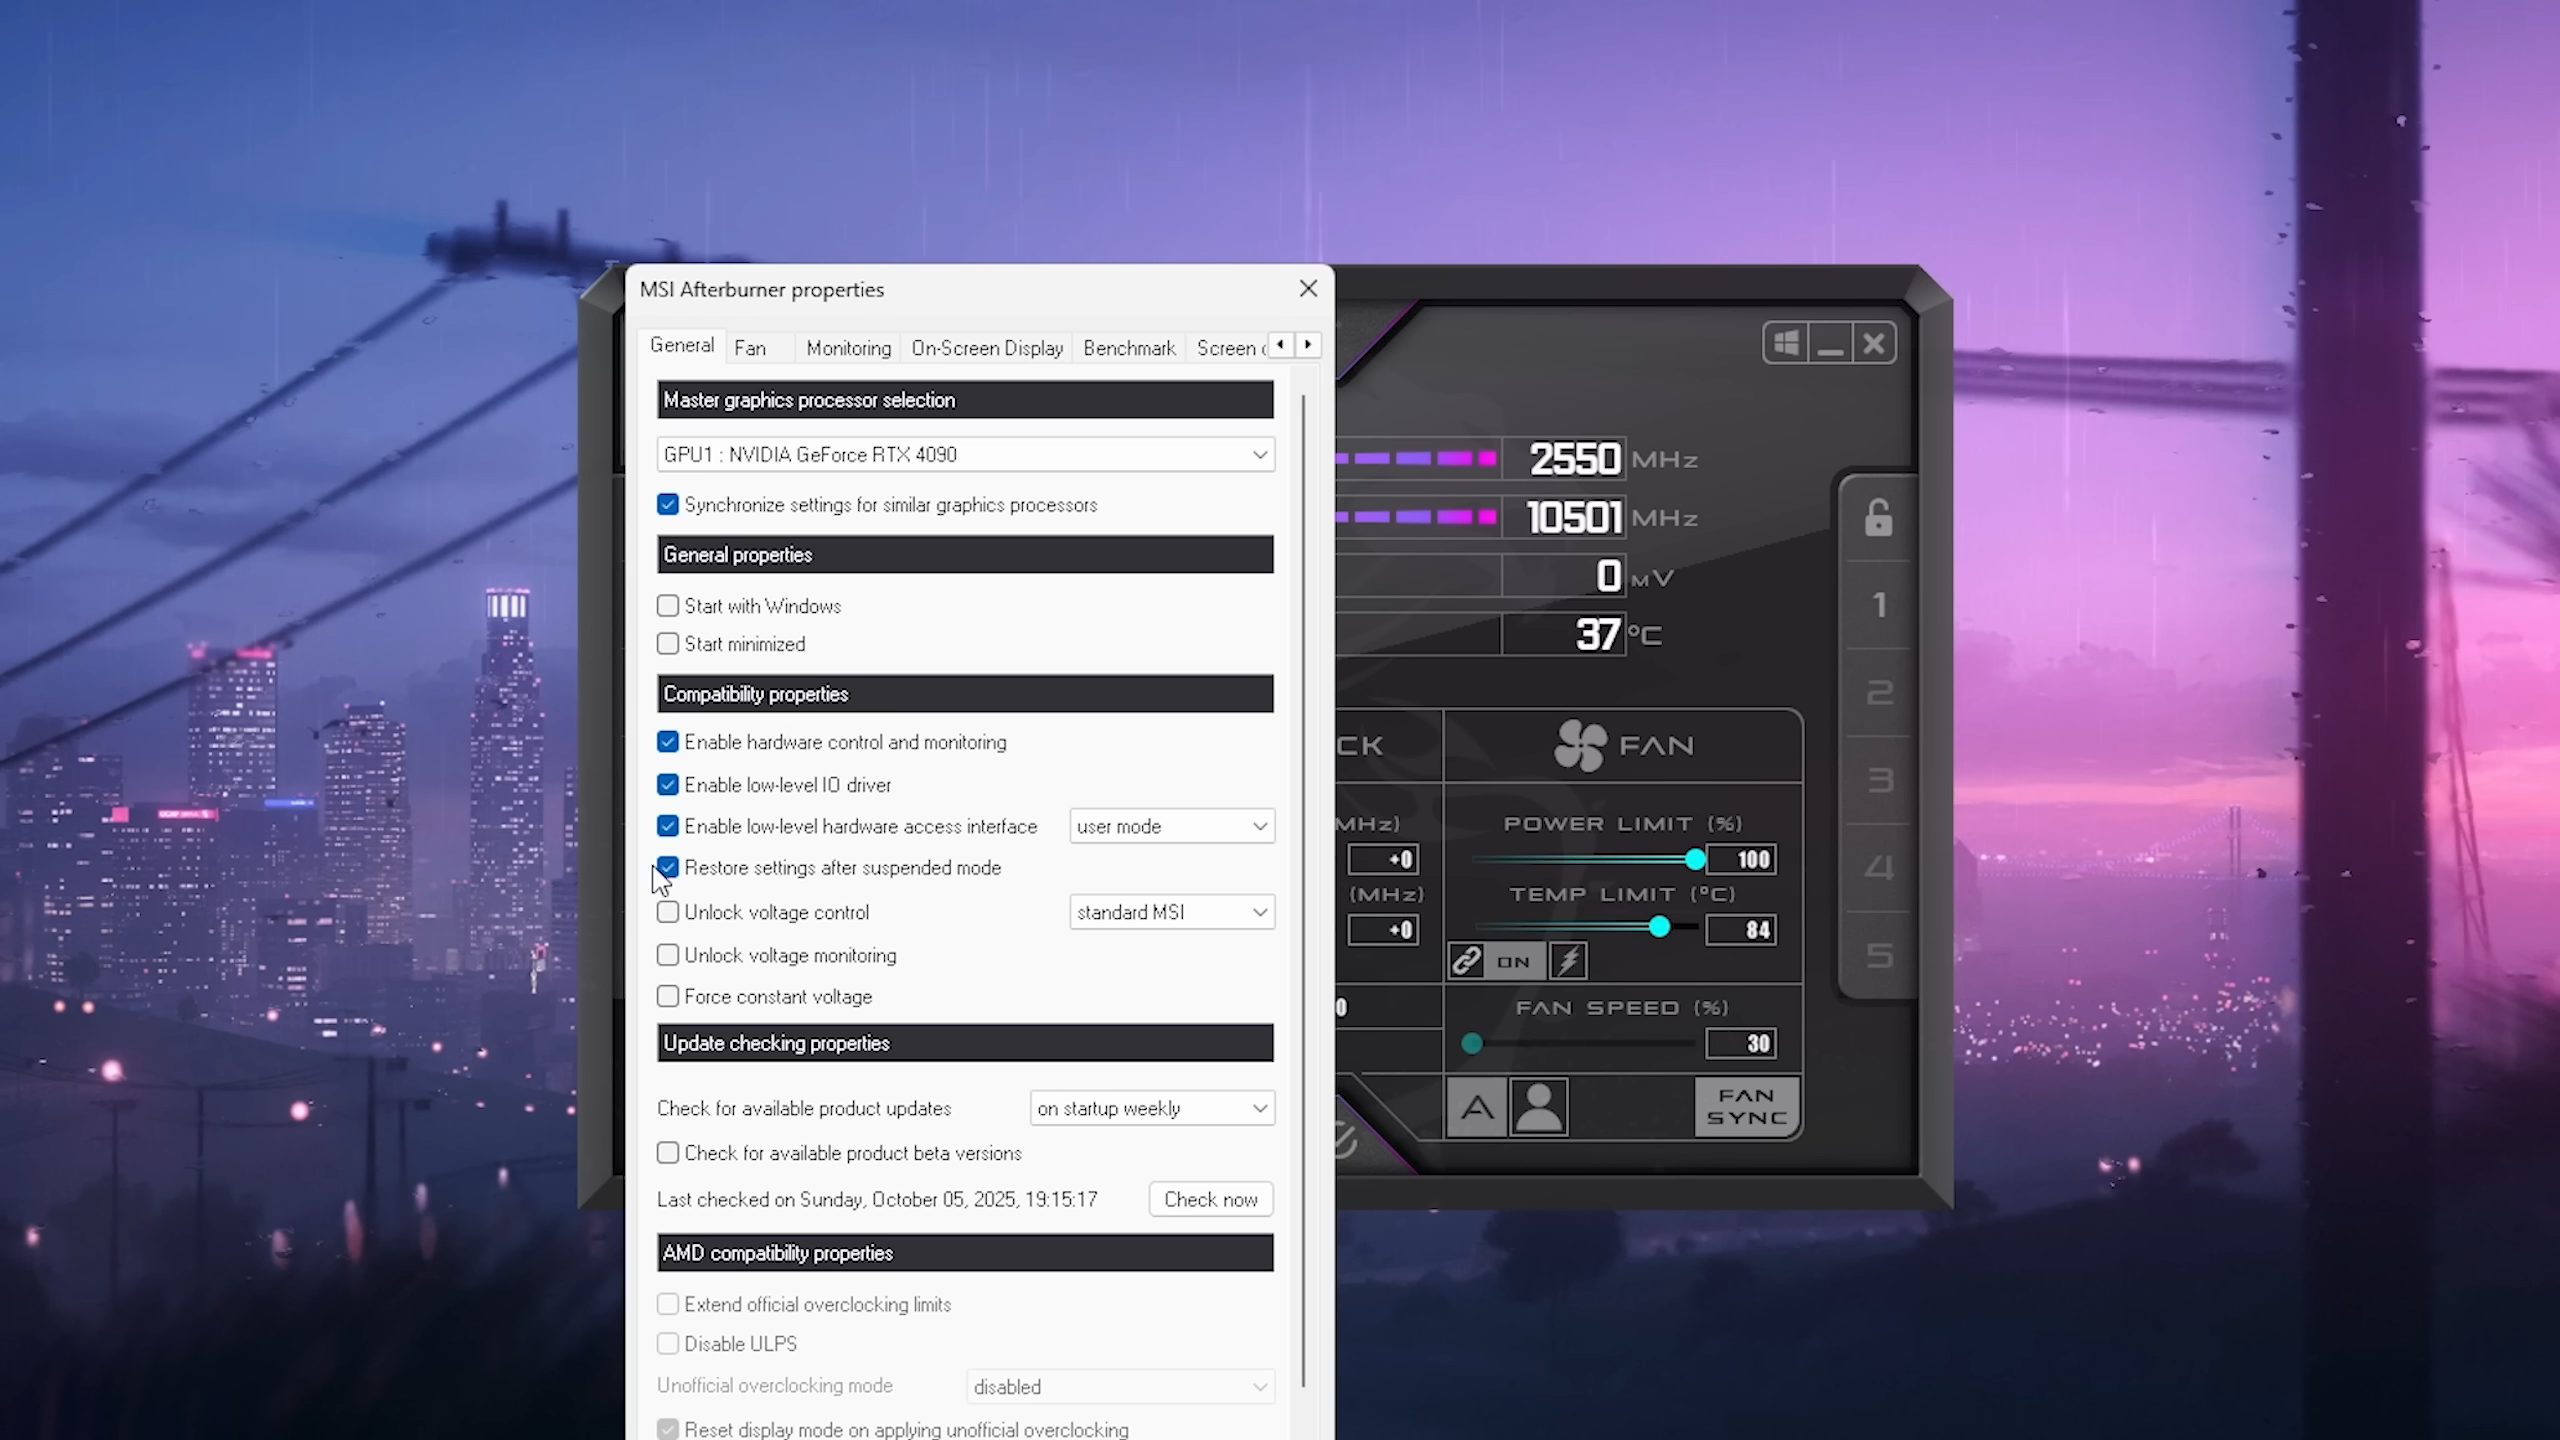 MSI Afterburner properties
General
Fan
Monitoring
On-Screen Display
Benchmark
Screen
Master graphics processor selection
GPU1 : NVIDIA GeForce RTX 4090
Synchronize settings for similar graphics processors
General properties
Start with Windows
Start minimized
Compatibility properties
Enable hardware control and monitoring
Enable low-level IO driver
Enable low-level hardware access interface
user mode
Restore settings after suspended mode
Unlock voltage control
standard MSI
Unlock voltage monitoring
Force constant voltage
Update checking properties
Check for available product updates
on startup weekly
Check for available product beta versions
Last checked on Sunday, October 05, 2025, 19:15:17
Check now
AMD compatibility properties
Extend official overclocking limits
Disable ULPS
Unofficial overclocking mode
disabled
Reset display mode on applying unofficial overclocking
2550 MHz
10501 MHz
0 MV
37 °C
CK
FAN
MHz)
+0
(MHz)
+0
0
POWER LIMIT (%)
100
TEMP LIMIT (°C)
84
ON
FAN SPEED (%)
30
A
FAN
SYNC
1
2
3
4
5